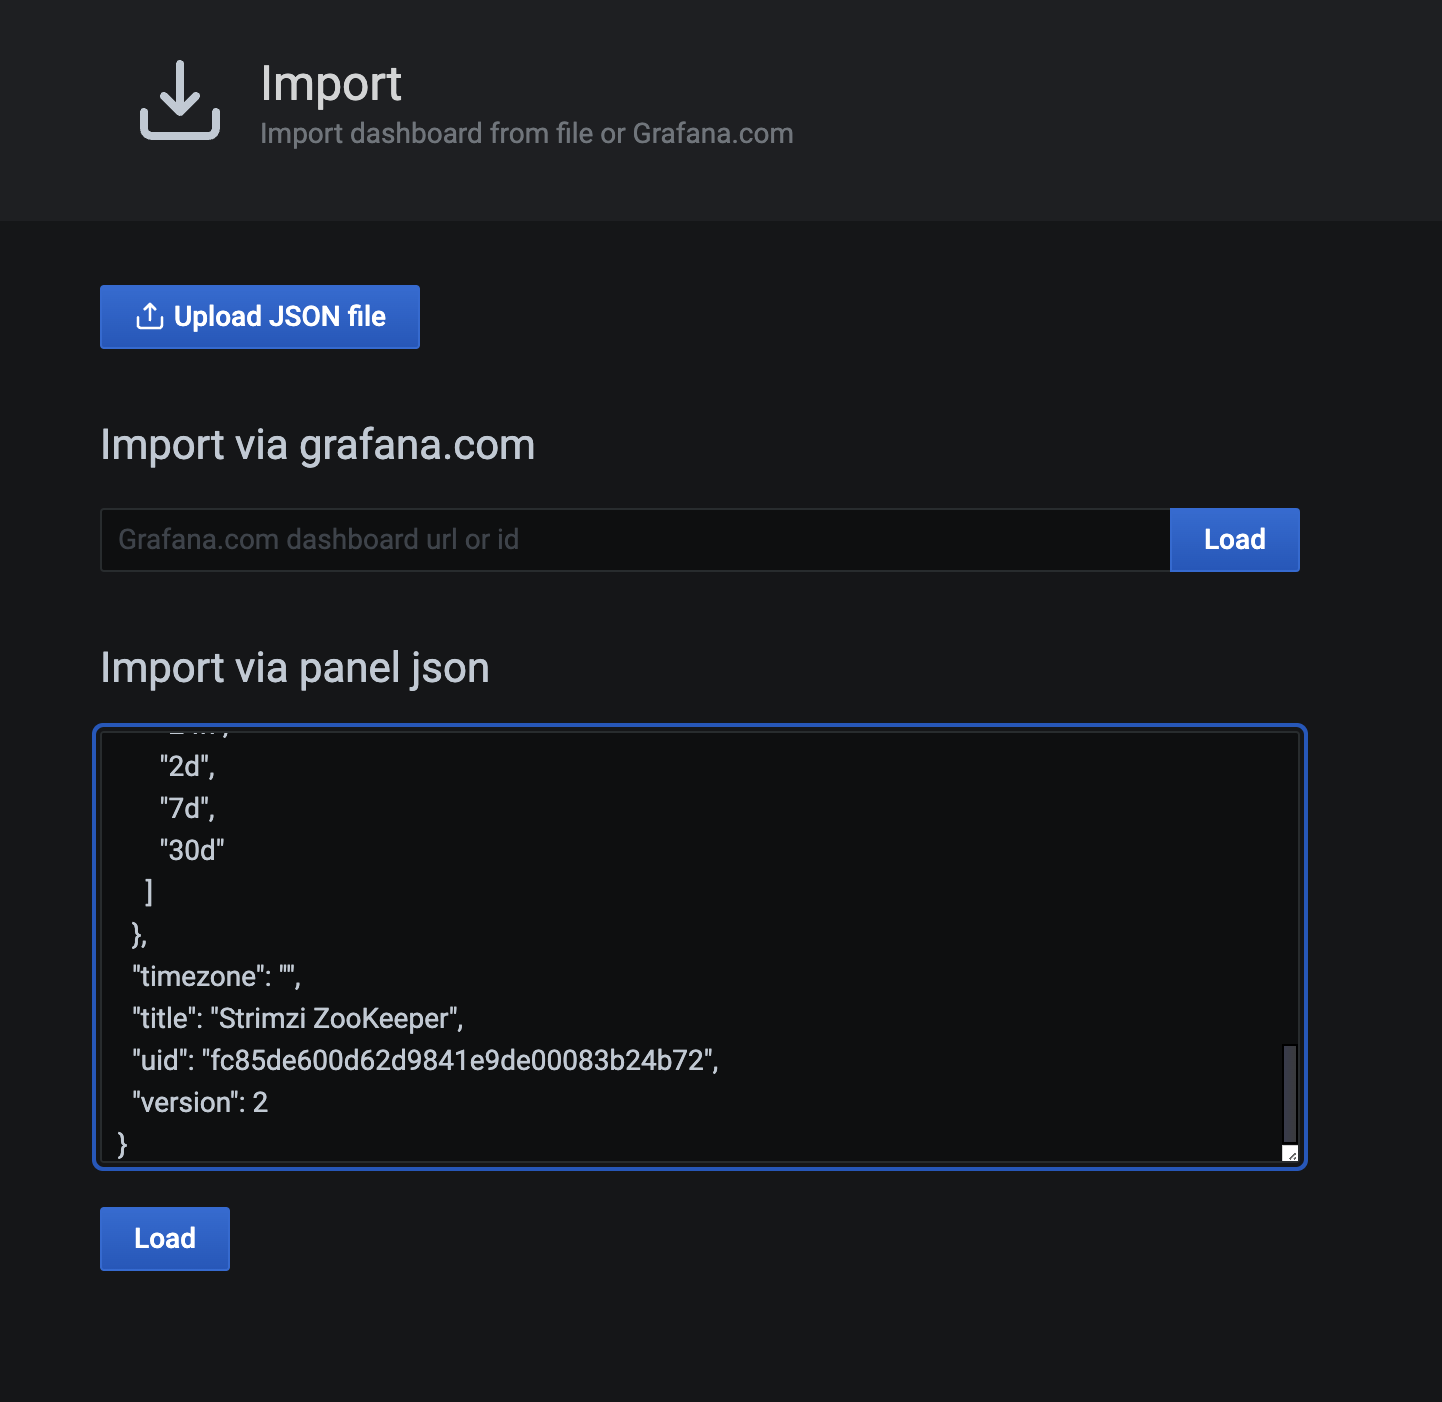 Import
Import dashboard from file or Grafana.com
Upload JSON file
Import via grafana.com
Grafana.com dashboard url or id
Load
Import via panel json
"2d",
"7d",
"30d"
]
},
"timezone": "",
"title": "Strimzi ZooKeeper",
"uid": "fc85de600d62d9841e9de00083b24b72",
"version": 2
}
Load